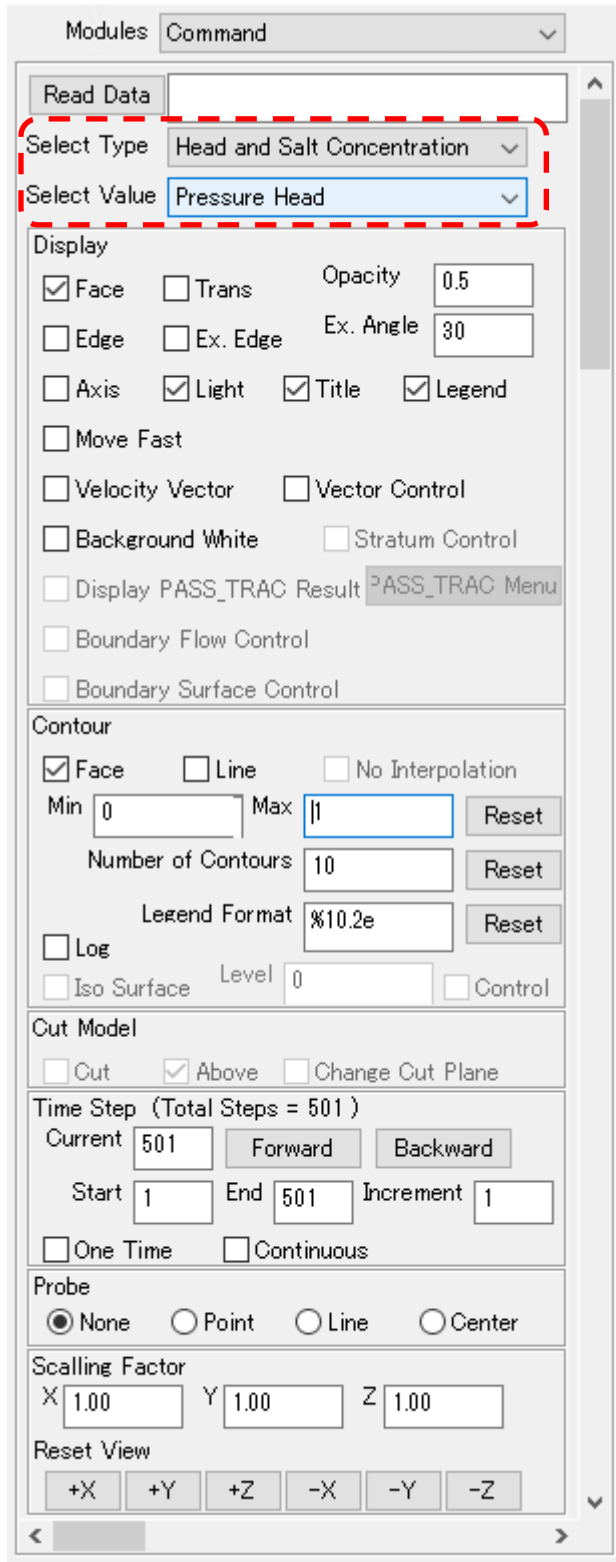 Modules Command
Read Data
Select Type Head and Salt Concentration
Select Value Pressure Head
Display
Face Trans Opacity 0.5
Edge Ex. Edge Ex. Angle 30
Axis Light Title Legend
Move Fast
Velocity Vector Vector Control
Background White Stratum Control
Display PASS_TRAC Result PASS_TRAC Menu
Boundary Flow Control
Boundary Surface Control
Contour
Face Line No Interpolation
Min 0 Max 1 Reset
Number of Contours 10 Reset
Legend Format %10.2e Reset
Log
Iso Surface Level 0 Control
Cut Model
Cut Above Change Cut Plane
Time Step (Total Steps = 501 )
Current 501 Forward Backward
Start 1 End 501 Increment 1
One Time Continuous
Probe
None Point Line Center
Scalling Factor
X 1.00 Y 1.00 Z 1.00
Reset View
+X +Y +Z -X -Y -Z